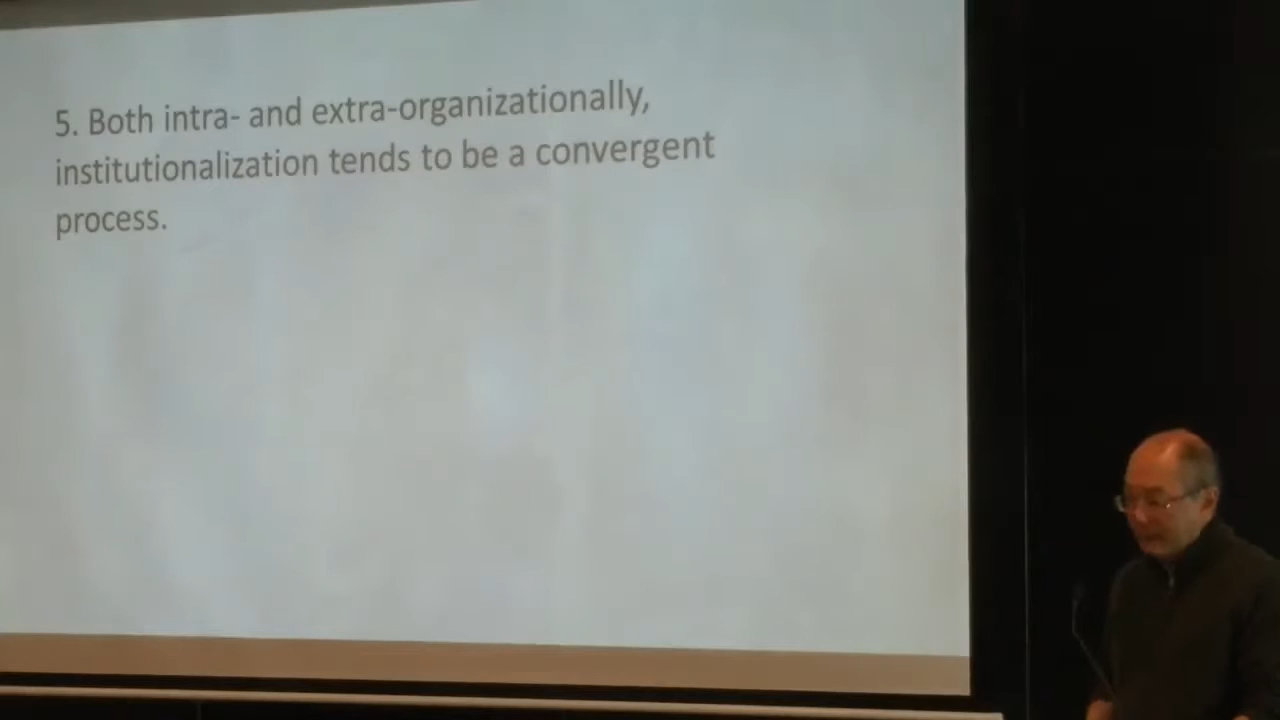 5. Both intra- and extra-organizationally,
institutionalization tends to be a convergent
process.